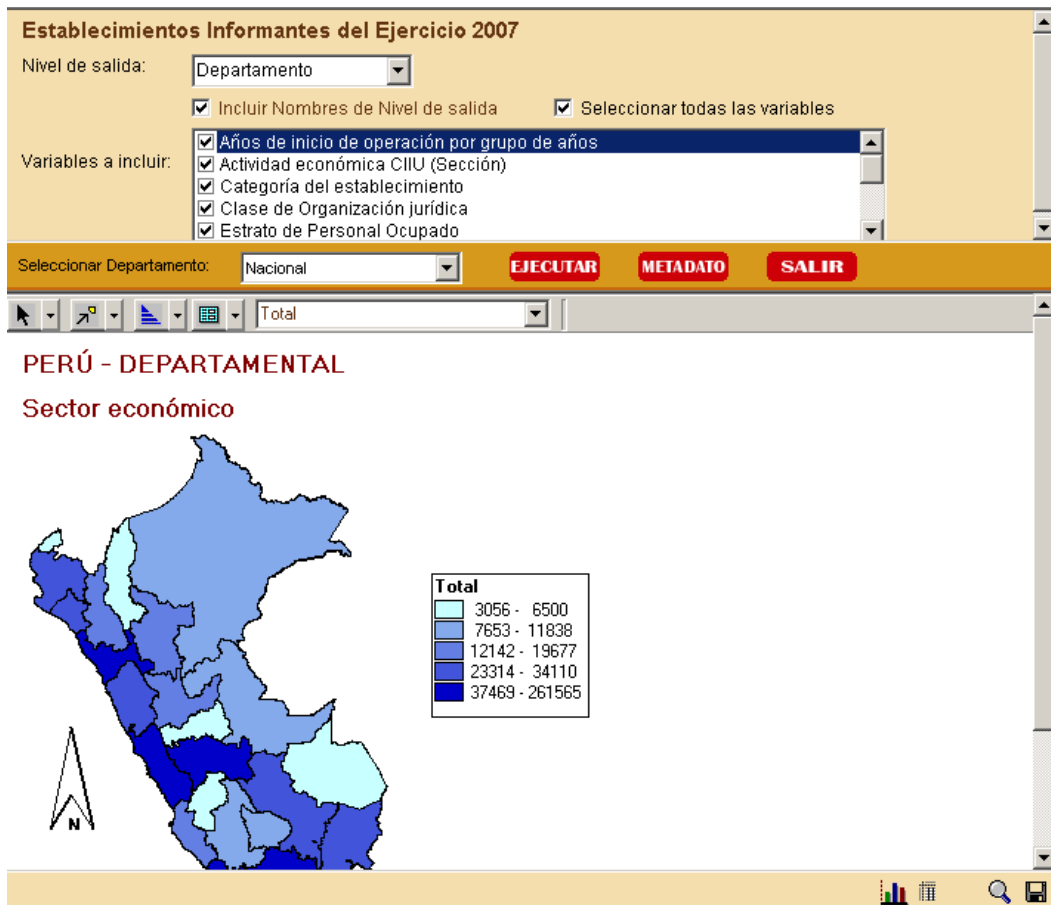 Establecimientos Informantes del Ejercicio 2007
Nivel de salida:
Departamento
Incluir Nombres de Nivel de salida
Seleccionar todas las variables
Variables a incluir:
Años de inicio de operación por grupo de años
Actividad económica CIIU (Sección)
Categoría del establecimiento
Clase de Organización jurídica
Estrato de Personal Ocupado
Seleccionar Departamento:
Nacional
EJECUTAR
METADATO
SALIR
Total
PERÚ - DEPARTAMENTAL
Sector económico
Total
3056 - 6500
7653 - 11838
12142 - 19677
23314 - 34110
37469 - 261565
N